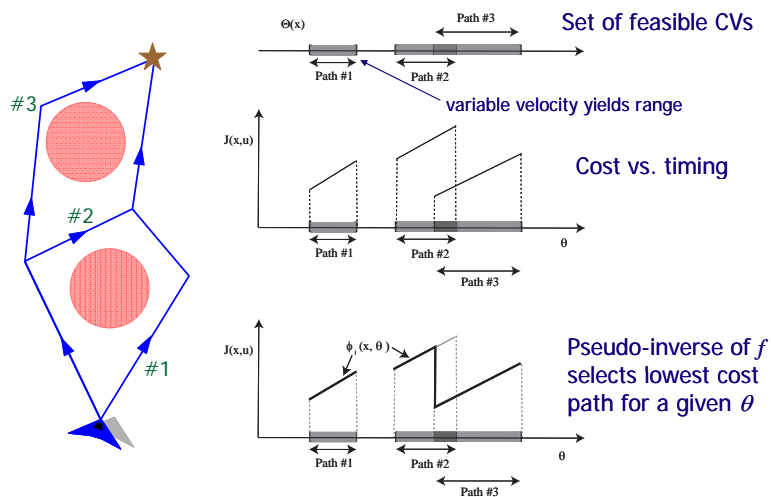 #3
#2
#1
Θ(x)
Path #3
Set of feasible CVs
Path #1
Path #2
variable velocity yields range
J(x,u)
Cost vs. timing
Path #1
Path #2
θ
Path #3
J(x,u)
ϕ_i(x, θ )
Pseudo-inverse of f
selects lowest cost
path for a given θ
Path #1
Path #2
θ
Path #3